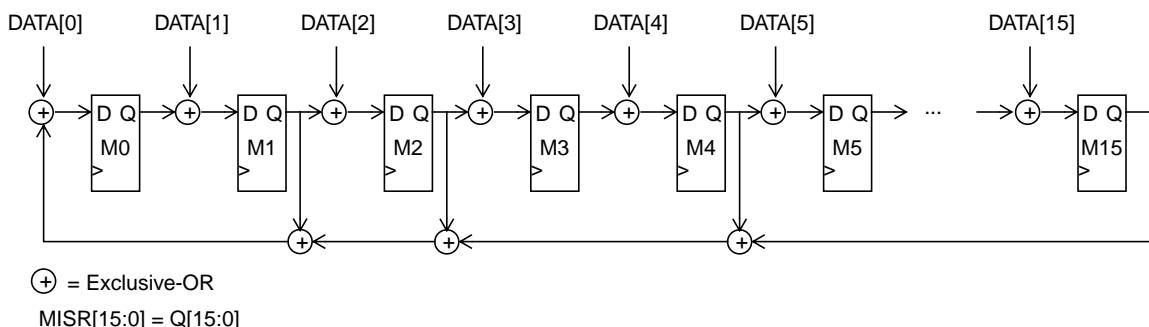 DATA[0] DATA[1] DATA[2] DATA[3] DATA[4] DATA[5] DATA[15]
+ D Q + D Q + D Q + D Q + D Q + D Q ... + D Q
M0 M1 M2 M3 M4 M5 M15
> > > > > > >
+ + +
+ = Exclusive-OR
MISR[15:0] = Q[15:0]